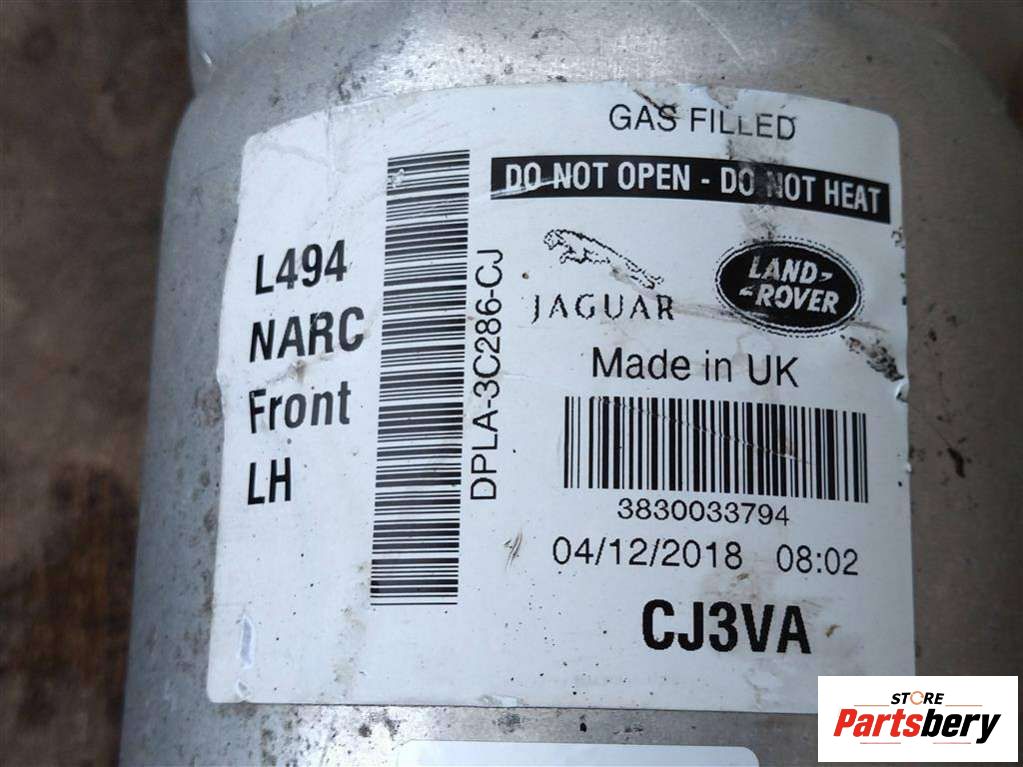 GAS FILLED
DO NOT OPEN - DO NOT HEAT
L494
NARC
Front
LH
DPLA-3C286-CJ
JAGUAR
LAND-
-ROVER
Made in UK
3830033794
04/12/2018 08:02
CJ3VA
STORE
Partsbery